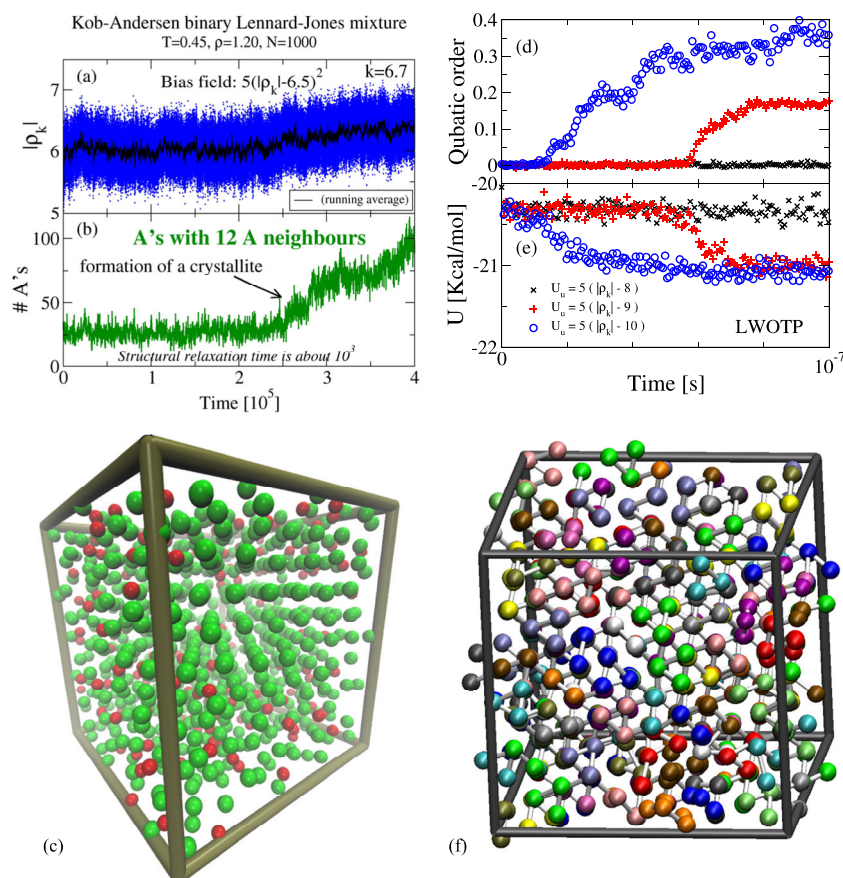 Kob-Andersen binary Lennard-Jones mixture
T=0.45, ρ=1.20, N=1000
(a)
Bias field: 5(|ρk|-6.5)²
k=6.7
|ρk|
7
6
5
(running average)
(b)
A's with 12 A neighbours
formation of a crystallite
# A's
100
75
50
25
0
Structural relaxation time is about 10³
0 1 2 3 4
Time [10⁵]
(c)
(d)
Qubatic order
0.4
0.3
0.2
0.1
0
-20
(e)
U [Kcal/mol]
-21
-22
Uu = 5 ( |ρk| - 8 )
Uu = 5 ( |ρk| - 9 )
Uu = 5 ( |ρk| - 10 )
LWOTP
0
10⁻⁷
Time [s]
(f)